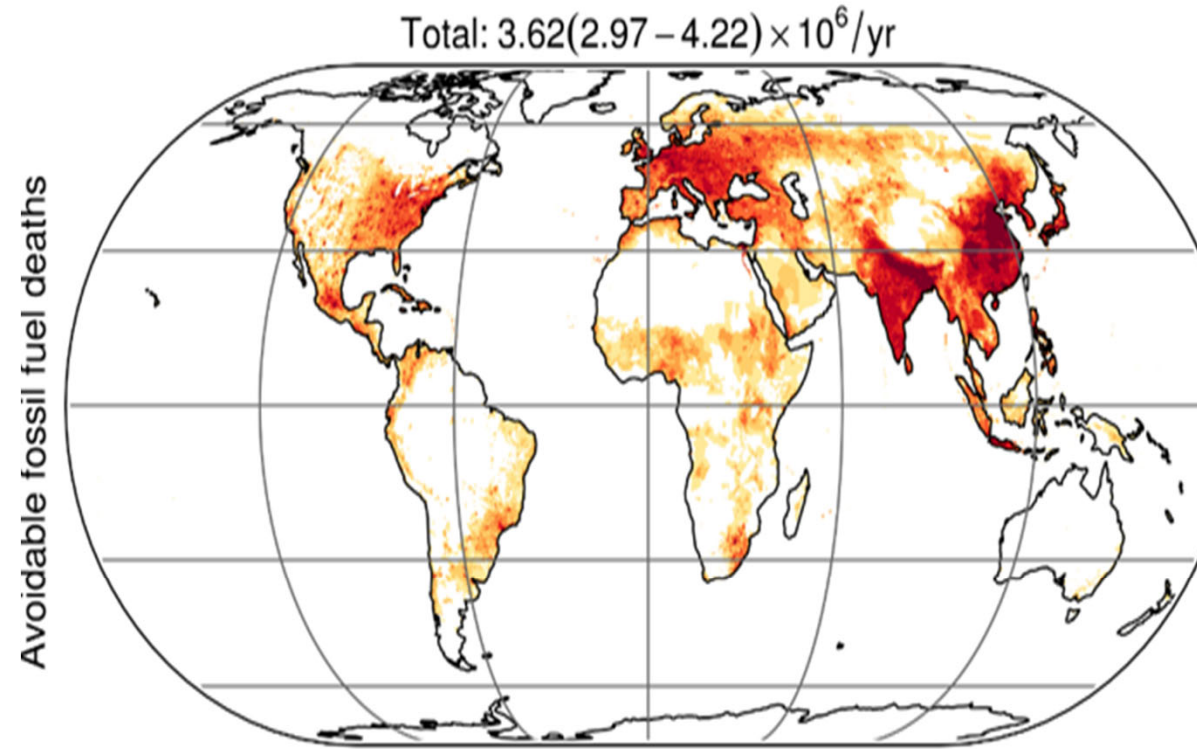 Total: 3.62(2.97−4.22)×10⁶/yr
Avoidable fossil fuel deaths